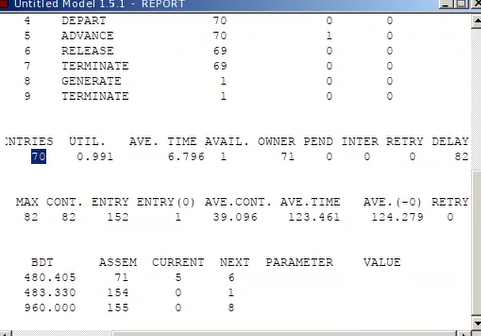 Untitled Model 1.5.1 - REPORT
4 DEPART 70 0 0
5 ADVANCE 70 1 0
6 RELEASE 69 0 0
7 TERMINATE 69 0 0
8 GENERATE 1 0 0
9 TERMINATE 1 0 0
NTRIES UTIL. AVE. TIME AVAIL. OWNER PEND INTER RETRY DELAY
70 0.991 6.796 1 71 0 0 0 82
MAX CONT. ENTRY ENTRY(0) AVE.CONT. AVE.TIME AVE.(-0) RETRY
82 82 152 1 39.096 123.461 124.279 0
BDT ASSEM CURRENT NEXT PARAMETER VALUE
480.405 71 5 6
483.330 154 0 1
960.000 155 0 8